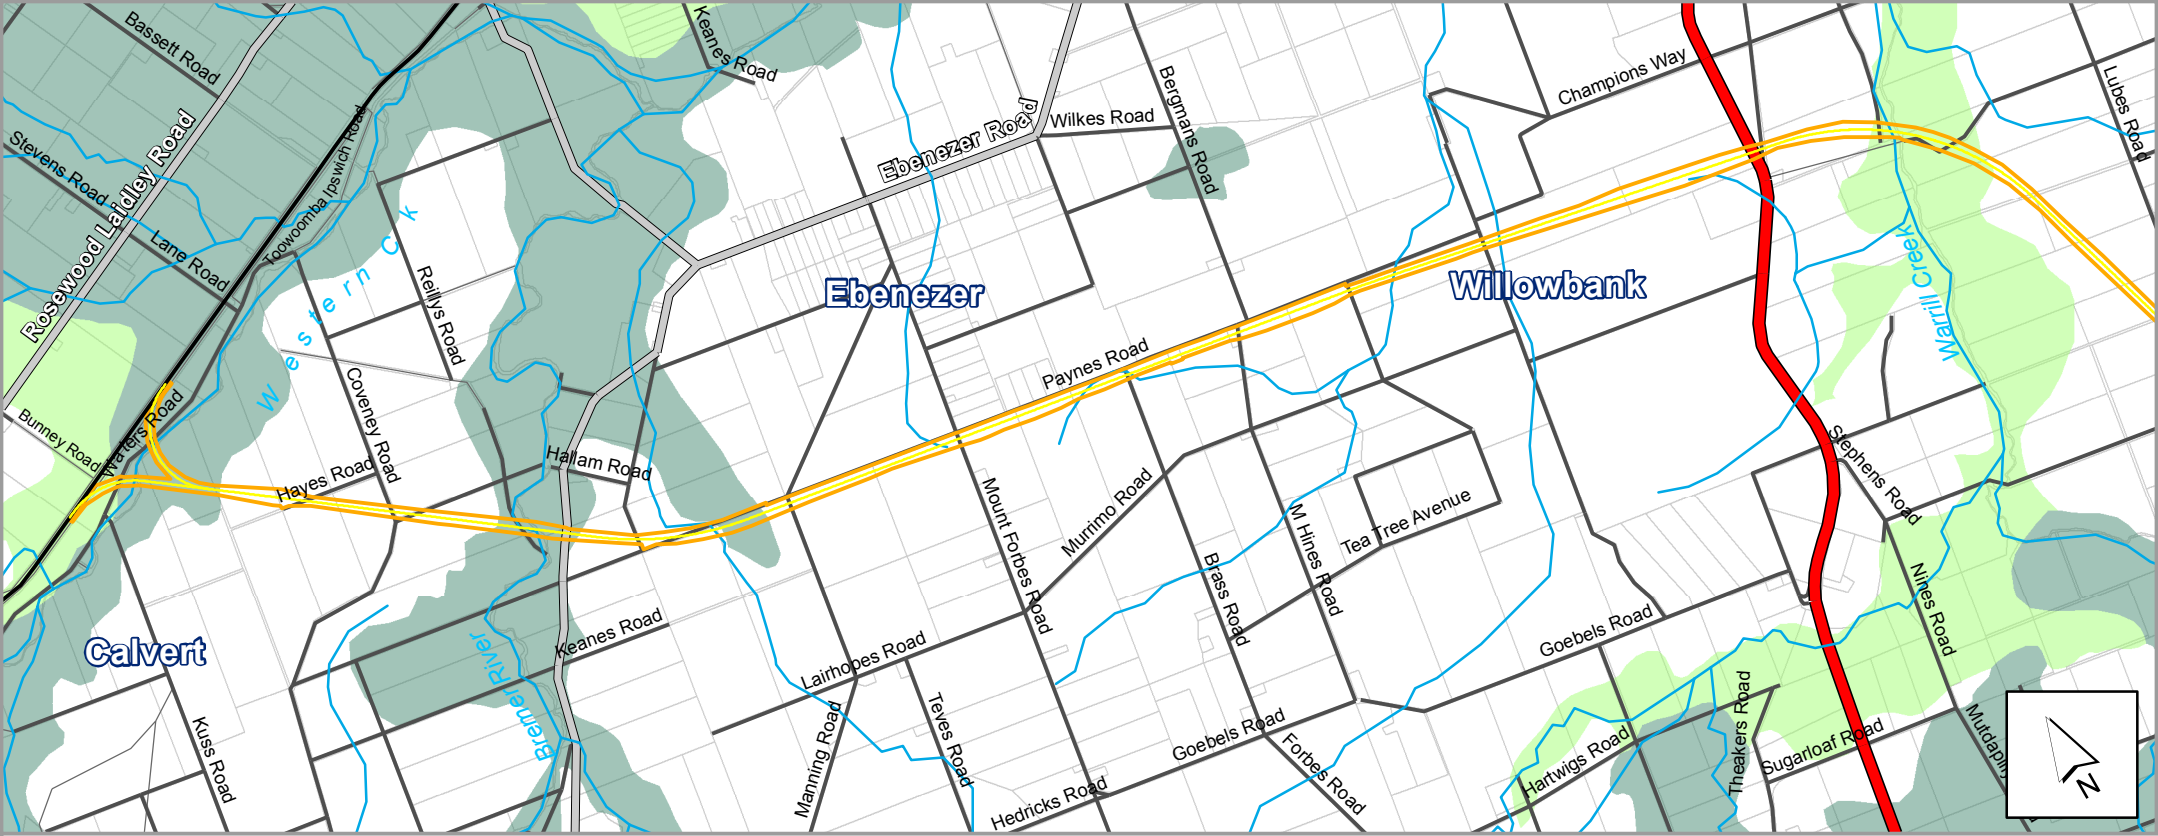 Bassett Road
Keanes Road
Champions Way
Lubes Road
Bergmans Road
Wilkes Road
Ebenezer Road
Stevens Road
Rosewood Laidley Road
Toowoomba Ipswich Road
Lane Road
Western Ck
Reillys Road
Ebenezer
Willowbank
Warrill Creek
Paynes Road
Coveney Road
Waters Road
Bunney Road
Hayes Road
Hallam Road
Stephens Road
Murrimo Road
Mount Forbes Road
M Hines Road
Tea Tree Avenue
Brass Road
Nines Road
Calvert
Bremer River
Keanes Road
Lairhopes Road
Goebels Road
Kuss Road
Manning Road
Teves Road
Goebels Road
Forbes Road
Hedricks Road
Hartwigs Road
Theakers Road
Sugarloaf Road
N